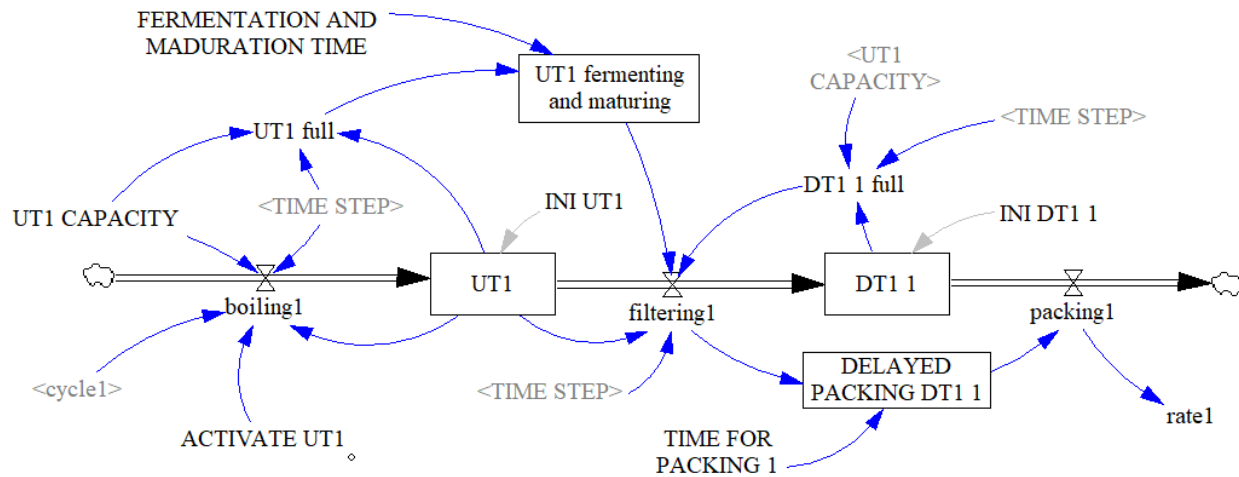 FERMENTATION AND
MADURATION TIME
UT1 fermenting
and maturing
<UT1
CAPACITY>
<TIME STEP>
UT1 full
DT1 1 full
UT1 CAPACITY
<TIME STEP>
INI UT1
INI DT1 1
UT1
DT1 1
boiling1
filtering1
packing1
<cycle1>
<TIME STEP>
DELAYED
PACKING DT1 1
rate1
ACTIVATE UT1
TIME FOR
PACKING 1